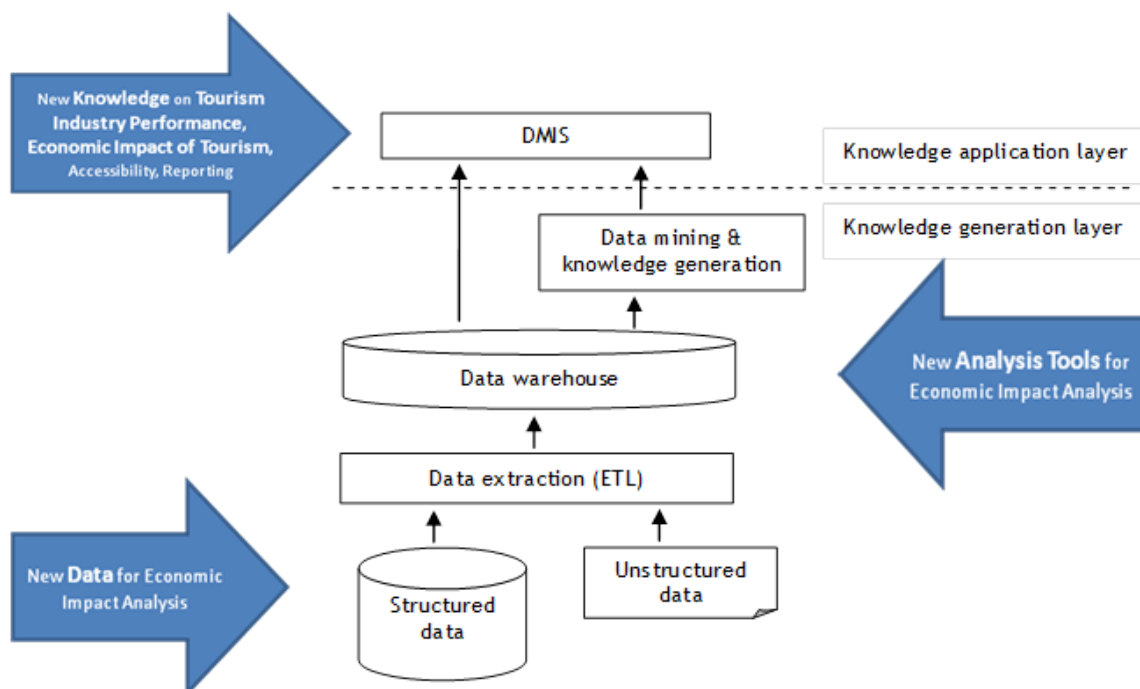 New Knowledge on Tourism
Industry Performance,
Economic Impact of Tourism,
Accessibility, Reporting
DMIS
Knowledge application layer
Knowledge generation layer
Data mining &
knowledge generation
Data warehouse
New Analysis Tools for
Economic Impact Analysis
Data extraction (ETL)
New Data for Economic
Impact Analysis
Structured
data
Unstructured
data